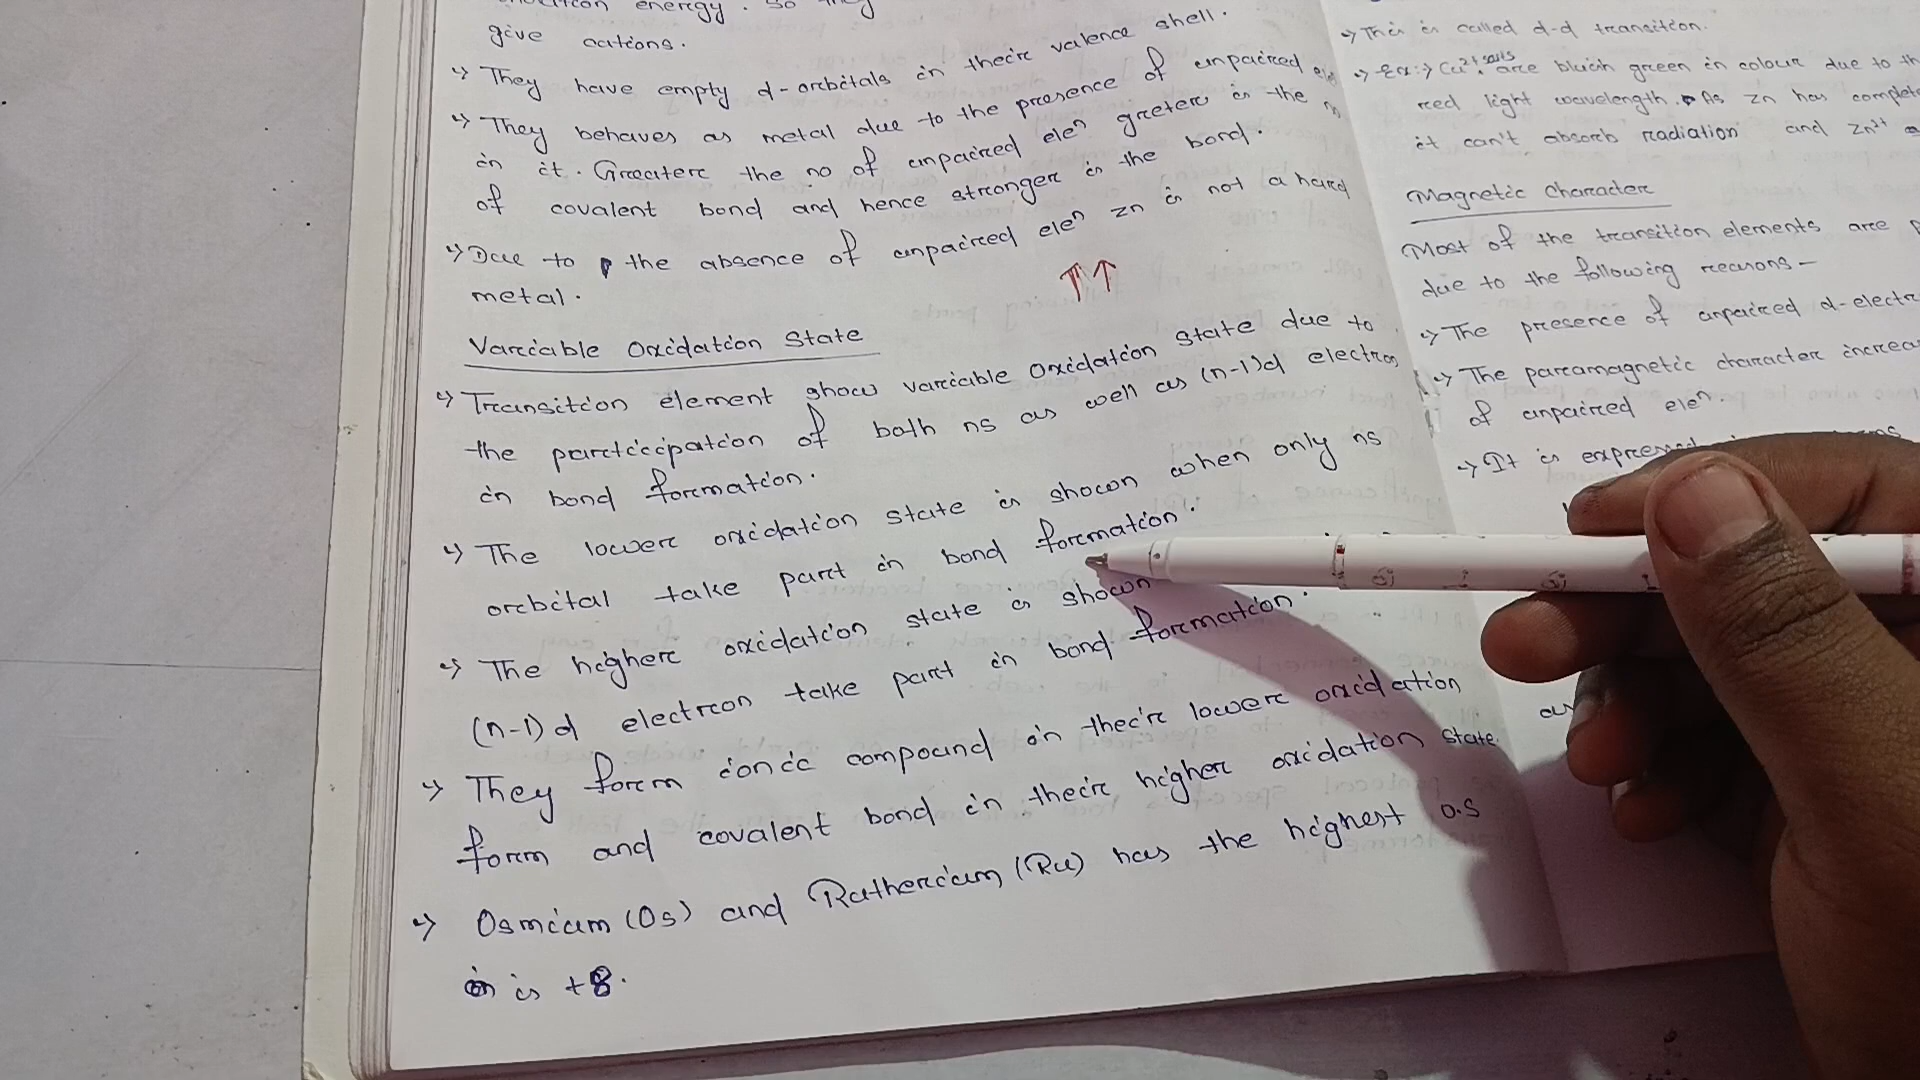 energy. so they
give cations.
→ They have empty d-orbitals in their valence shell.
→ They behaves as metal due to the presence of unpaired
in it. Greater the no of unpaired eleⁿ greter is the
of covalent bond and hence stronger is the bond.
→ Due to the absence of unpaired eleⁿ Zn is not a hard
metal.
Variable Oxidation State
→ Transition element show variable oxidation state due to
the participation of both ns as well as (n-1)d electron
in bond formation.
→ The lower oxidation state is shown when only ns
orbital take part in bond formation.
→ The higher oxidation state is shown
(n-1)d electron take part in bond formation.
→ They form ionic compound in their lower oxidation
form and covalent bond in their higher oxidation state
→ Osmium (Os) and Rutherium (Ru) has the highest O.S
is +8.
→ This is called d-d transition.
→ Ex:→ Cu²⁺ salts are bluish green in colour due to
red light wavelength. As Zn has complete
it can't absorb radiation and Zn²⁺
Magnetic Character
Most of the transition elements are
due to the following reasons -
→ The presence of unpaired d-electr
→ The paramagnetic character increa
of unpaired eleⁿ.
→ It is expressed